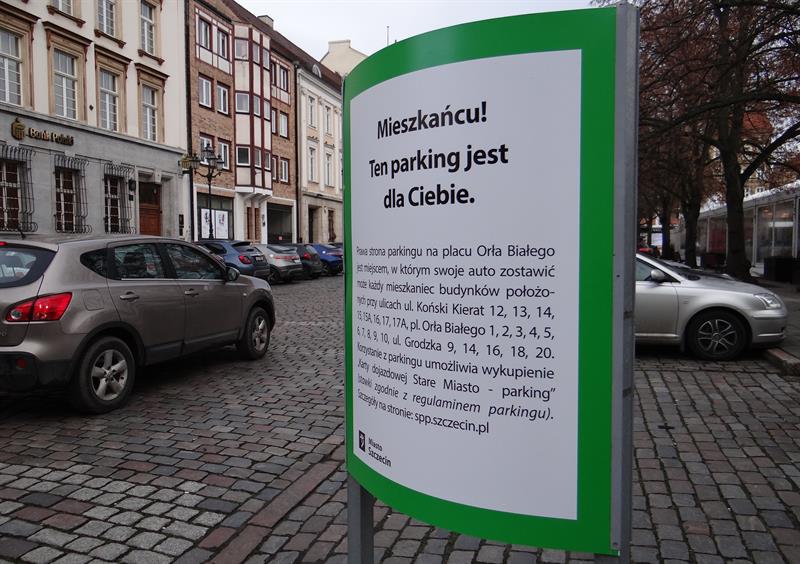 Bank Polski
Mieszkańcu!
Ten parking jest
dla Ciebie.
Prawa strona parkingu na placu Orła Białego
jest miejscem, w którym swoje auto zostawić
może każdy mieszkaniec budynków położo-
nych przy ulicach ul. Koński Kierat 12, 13, 14,
15, 15A, 16, 17, 17A, pl. Orła Białego 1, 2, 3, 4, 5,
6, 7, 8, 9, 10, ul. Grodzka 9, 14, 16, 18, 20.
Korzystanie z parkingu umożliwia wykupienie
„Karty dojazdowej Stare Miasto - parking”
(stawki zgodnie z regulaminem parkingu).
Szczegóły na stronie: spp.szczecin.pl
Miasto
Szczecin